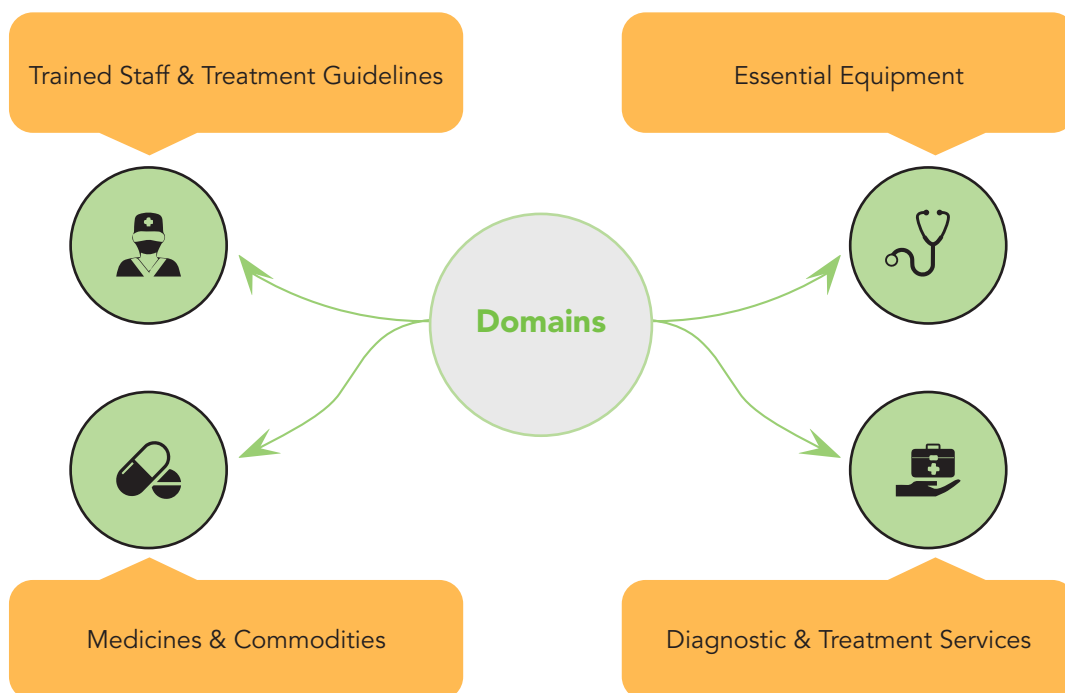 Trained Staff & Treatment Guidelines
Essential Equipment
Domains
Medicines & Commodities
Diagnostic & Treatment Services